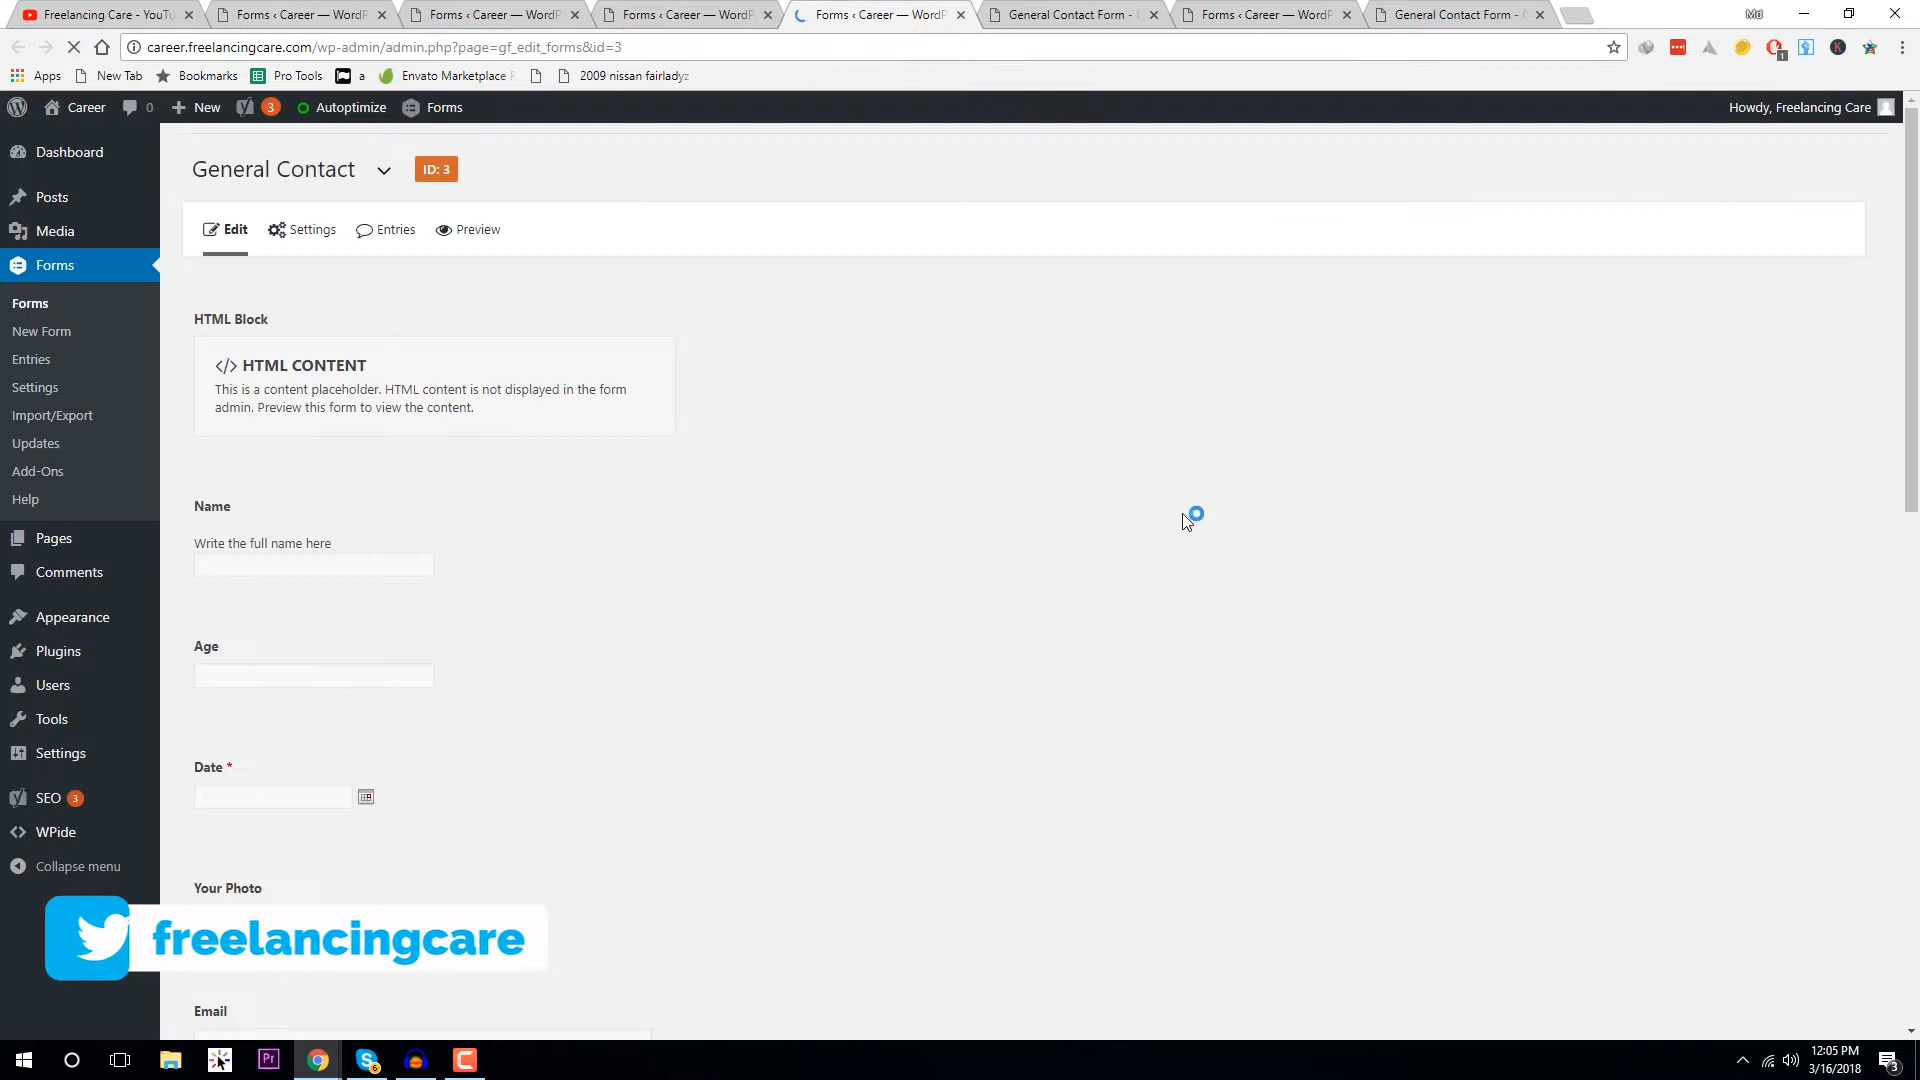 Freelancing Care - YouTu
Forms ‹ Career — WordP
Forms ‹ Career — WordP
Forms ‹ Career — WordP
Forms ‹ Career — WordP
General Contact Form -
Forms ‹ Career — WordP
General Contact Form -
Md
career.freelancingcare.com/wp-admin/admin.php?page=gf_edit_forms&id=3
1
Apps
New Tab
Bookmarks
Pro Tools
a
Envato Marketplace
2009 nissan fairladyz
Career
0
New
3
Autoptimize
Forms
Howdy, Freelancing Care
Dashboard
Posts
Media
Forms
Forms
New Form
Entries
Settings
Import/Export
Updates
Add-Ons
Help
Pages
Comments
Appearance
Plugins
Users
Tools
Settings
SEO 3
WPide
Collapse menu
General Contact
ID: 3
Edit
Settings
Entries
Preview
HTML Block
</> HTML CONTENT
This is a content placeholder. HTML content is not displayed in the form
admin. Preview this form to view the content.
Name
Write the full name here
Age
Date *
Your Photo
freelancingcare
Email
Pr
6
12:05 PM
3/16/2018
3